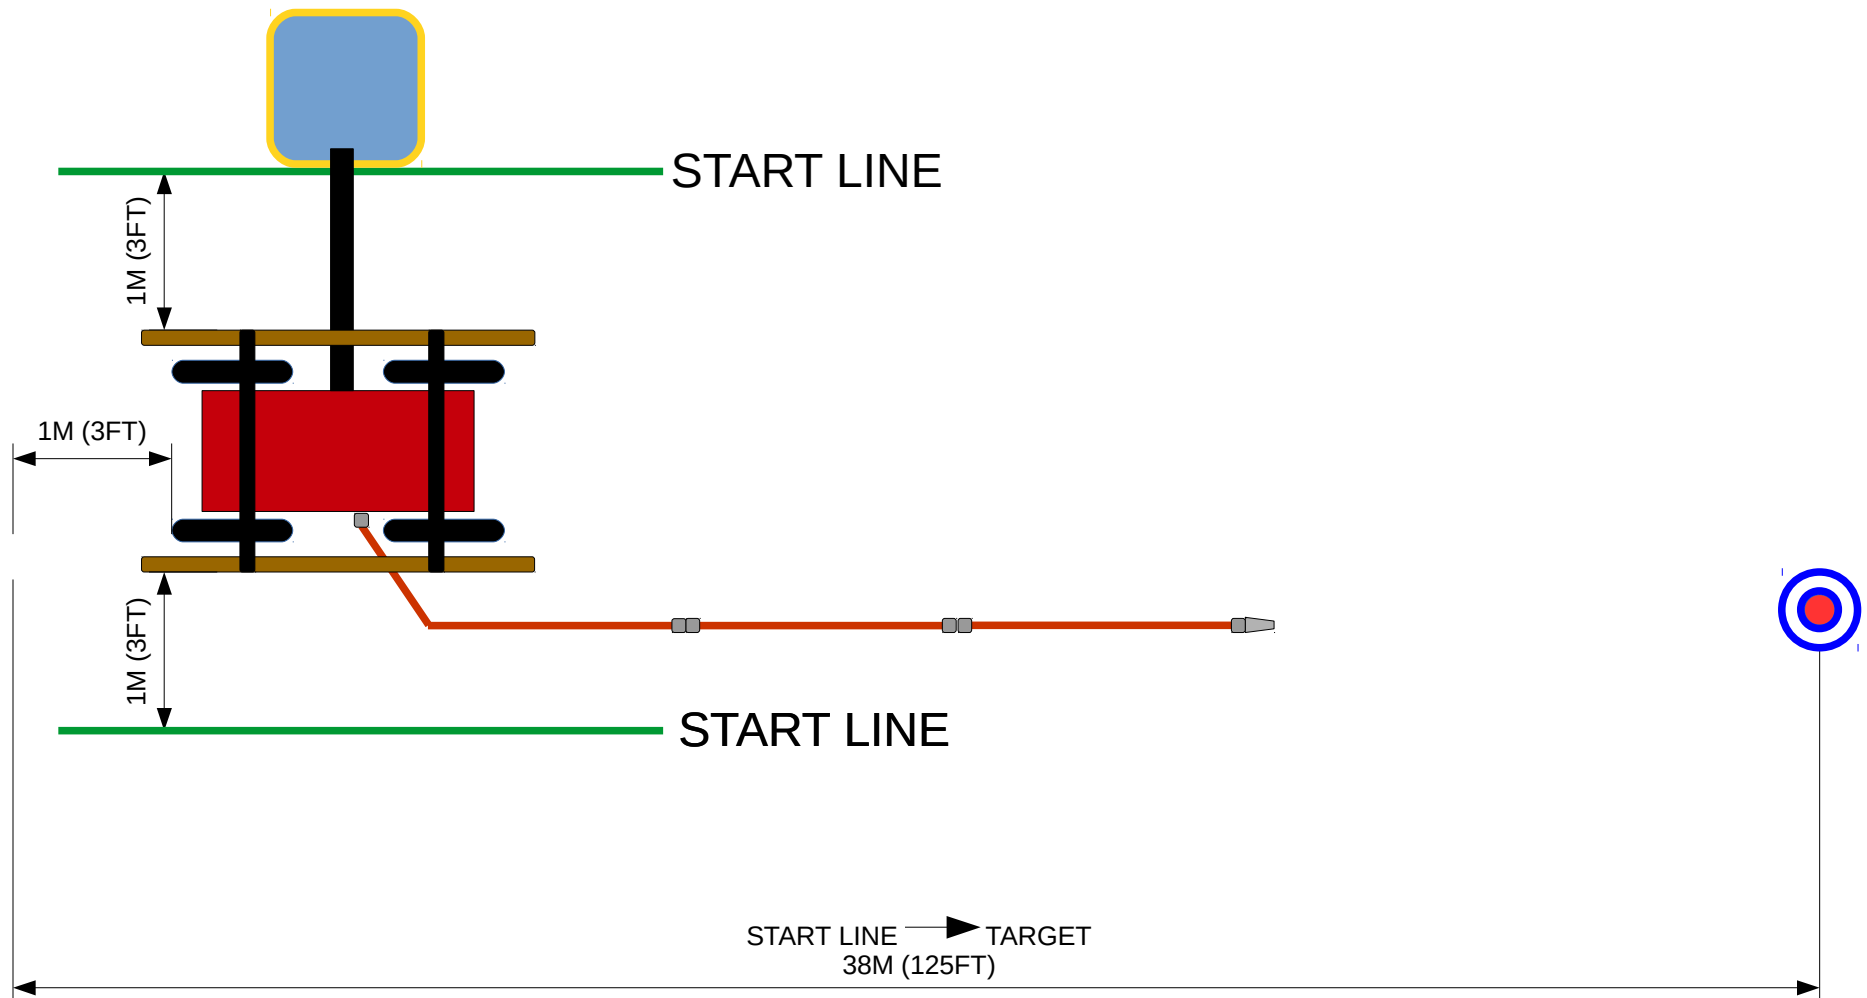 START LINE
1M (3FT)
1M (3FT)
1M (3FT)
START LINE
START LINE TARGET
38M (125FT)